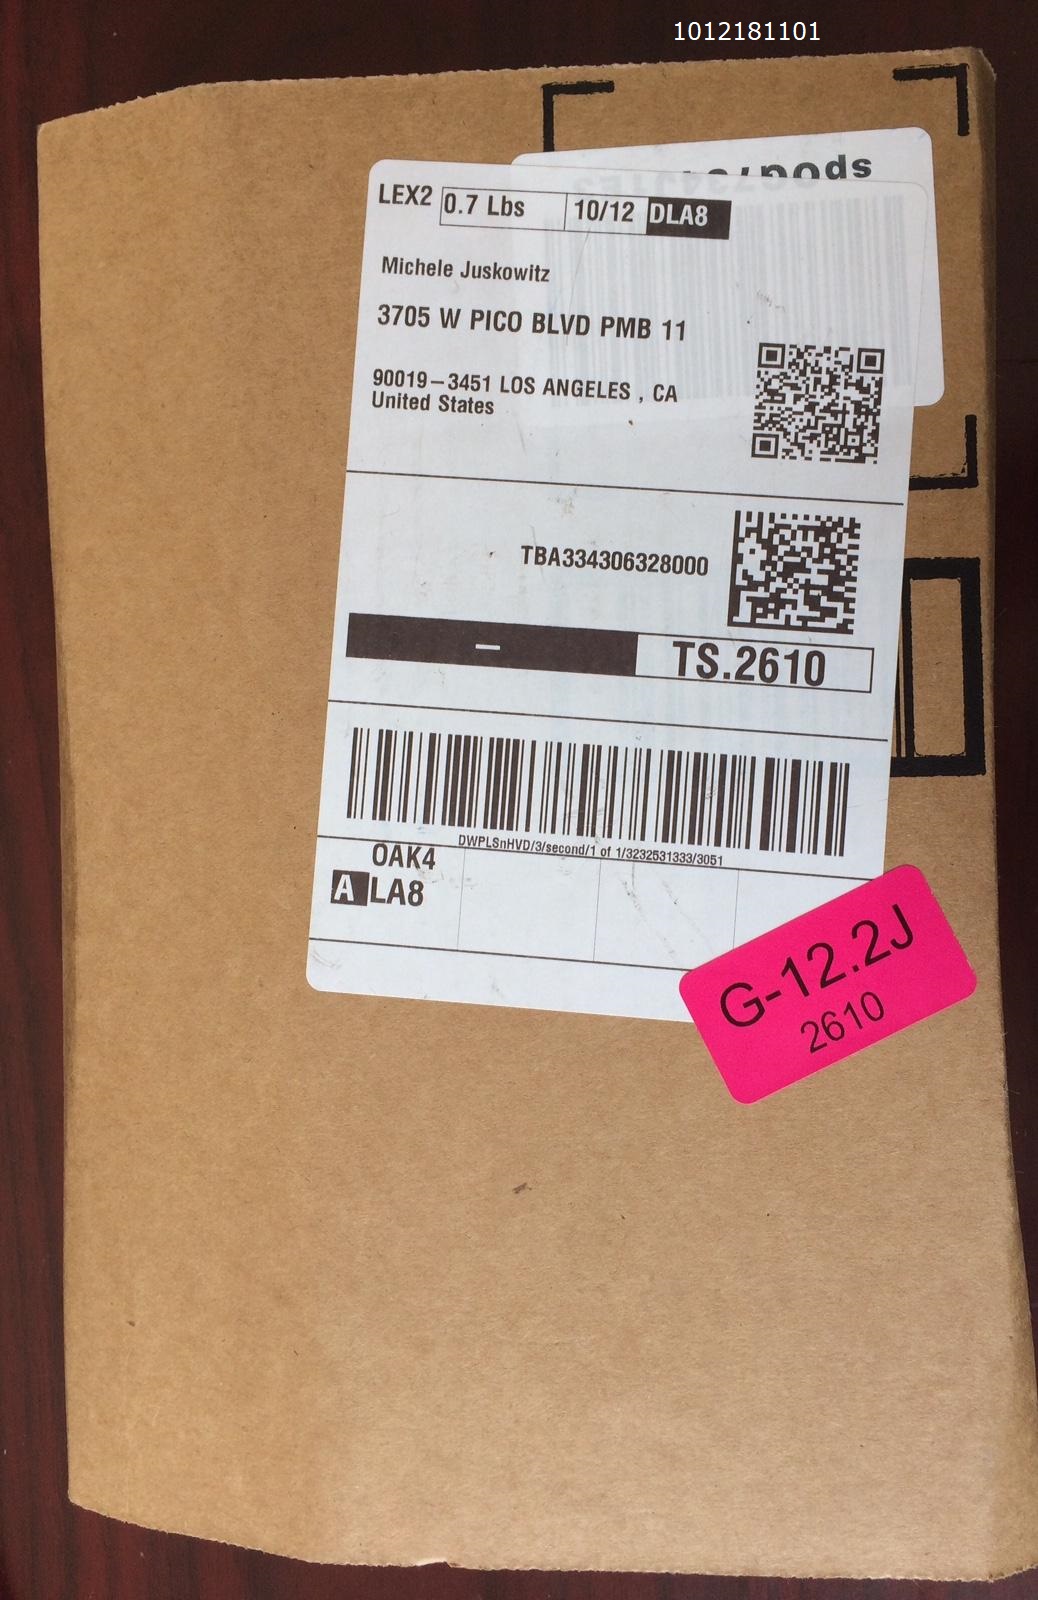 1012181101
spoo
LEX2 0.7 Lbs 10/12 DLA8
Michele Juskowitz
3705 W PICO BLVD PMB 11
90019-3451 LOS ANGELES , CA
United States
TBA334306328000
– TS.2610
DWPLSnHVD/3/second/1 of 1/3232531333/3051
OAK4
A LA8
G-12.2J
2610